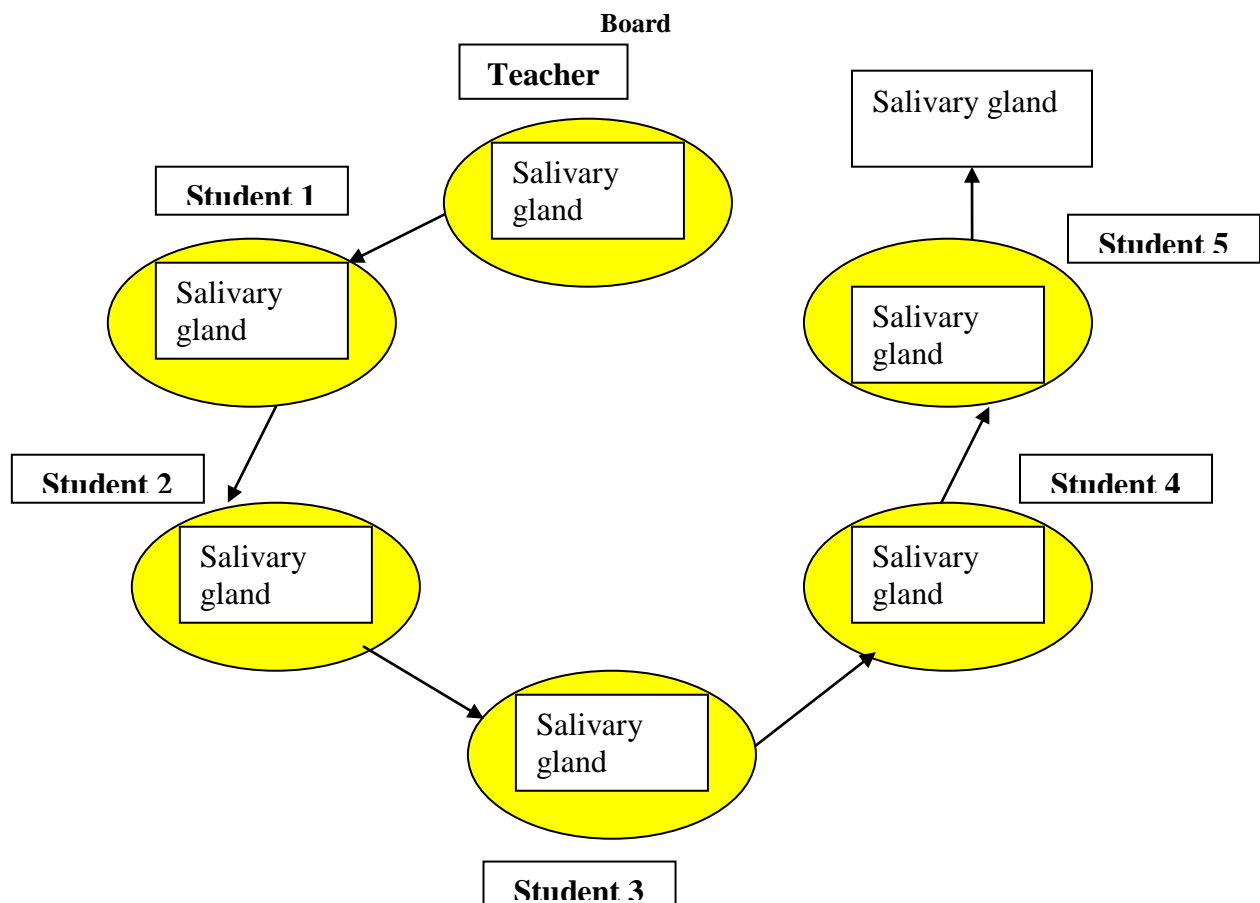 Board
Teacher
Salivary gland
Salivary
gland
Student 1
Salivary
gland
Student 5
Salivary
gland
Student 2
Salivary
gland
Student 4
Salivary
gland
Salivary
gland
Student 3